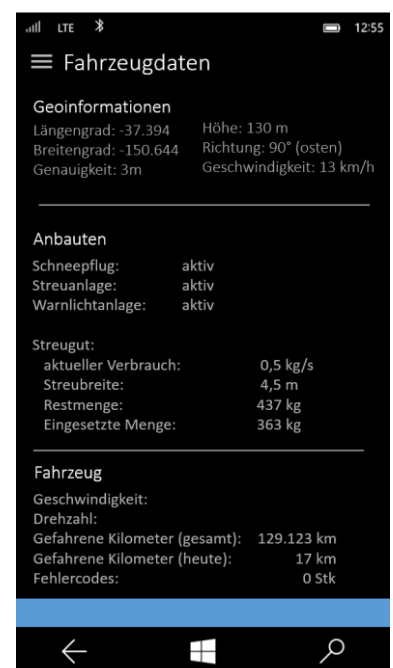 LTE 12:55
Fahrzeugdaten
Geoinformationen
Längengrad: -37.394 Höhe: 130 m
Breitengrad: -150.644 Richtung: 90° (osten)
Genauigkeit: 3m Geschwindigkeit: 13 km/h
Anbauten
Schneepflug: aktiv
Streuanlage: aktiv
Warnlichtanlage: aktiv
Streugut:
aktueller Verbrauch: 0,5 kg/s
Streubreite: 4,5 m
Restmenge: 437 kg
Eingesetzte Menge: 363 kg
Fahrzeug
Geschwindigkeit:
Drehzahl:
Gefahrene Kilometer (gesamt): 129.123 km
Gefahrene Kilometer (heute): 17 km
Fehlercodes: 0 Stk